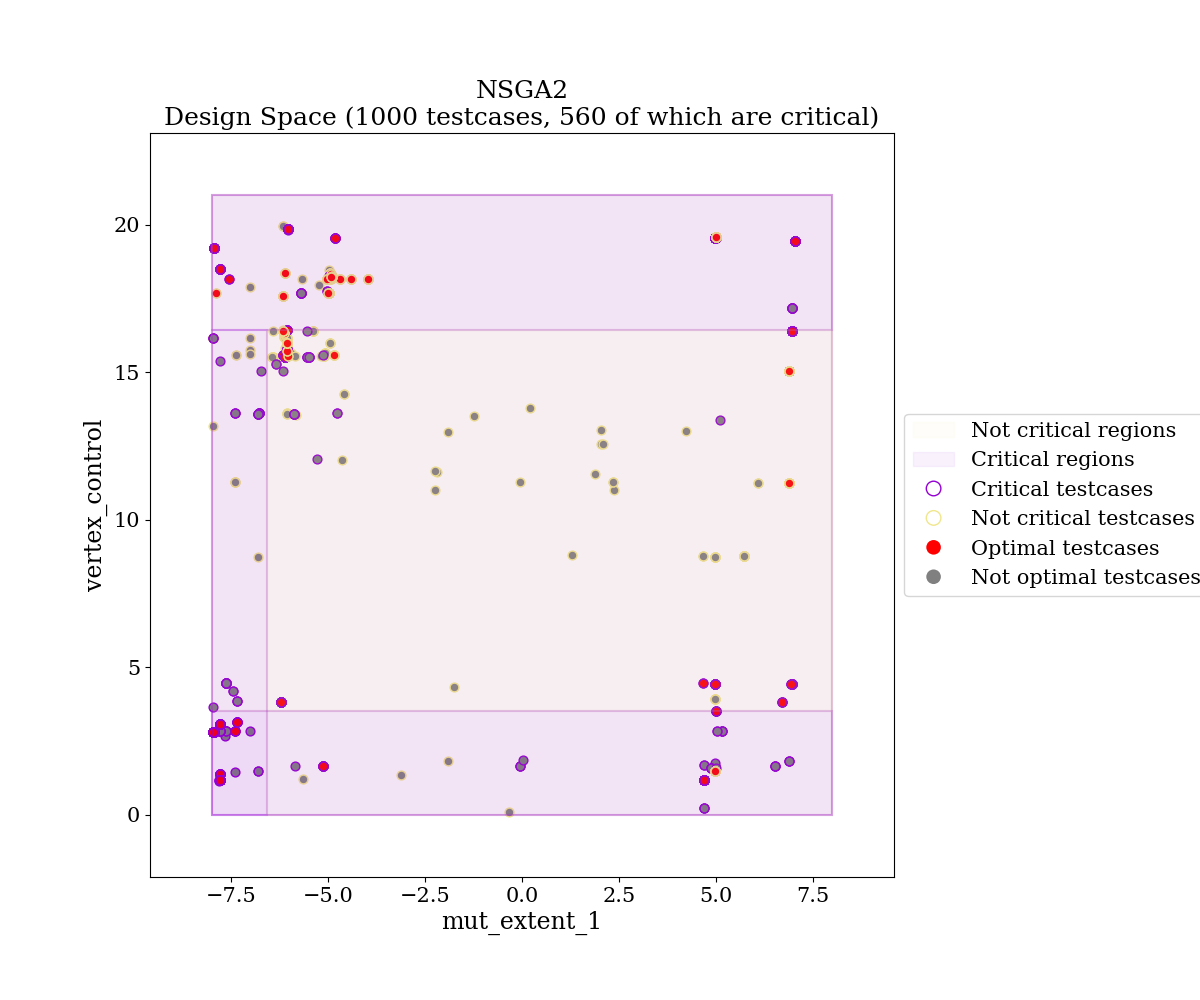 NSGA2
Design Space (1000 testcases, 560 of which are critical)
20
15
10
5
0
vertex_control
−7.5
−5.0
−2.5
0.0
2.5
5.0
7.5
mut_extent_1
Not critical regions
Critical regions
Critical testcases
Not critical testcases
Optimal testcases
Not optimal testcases